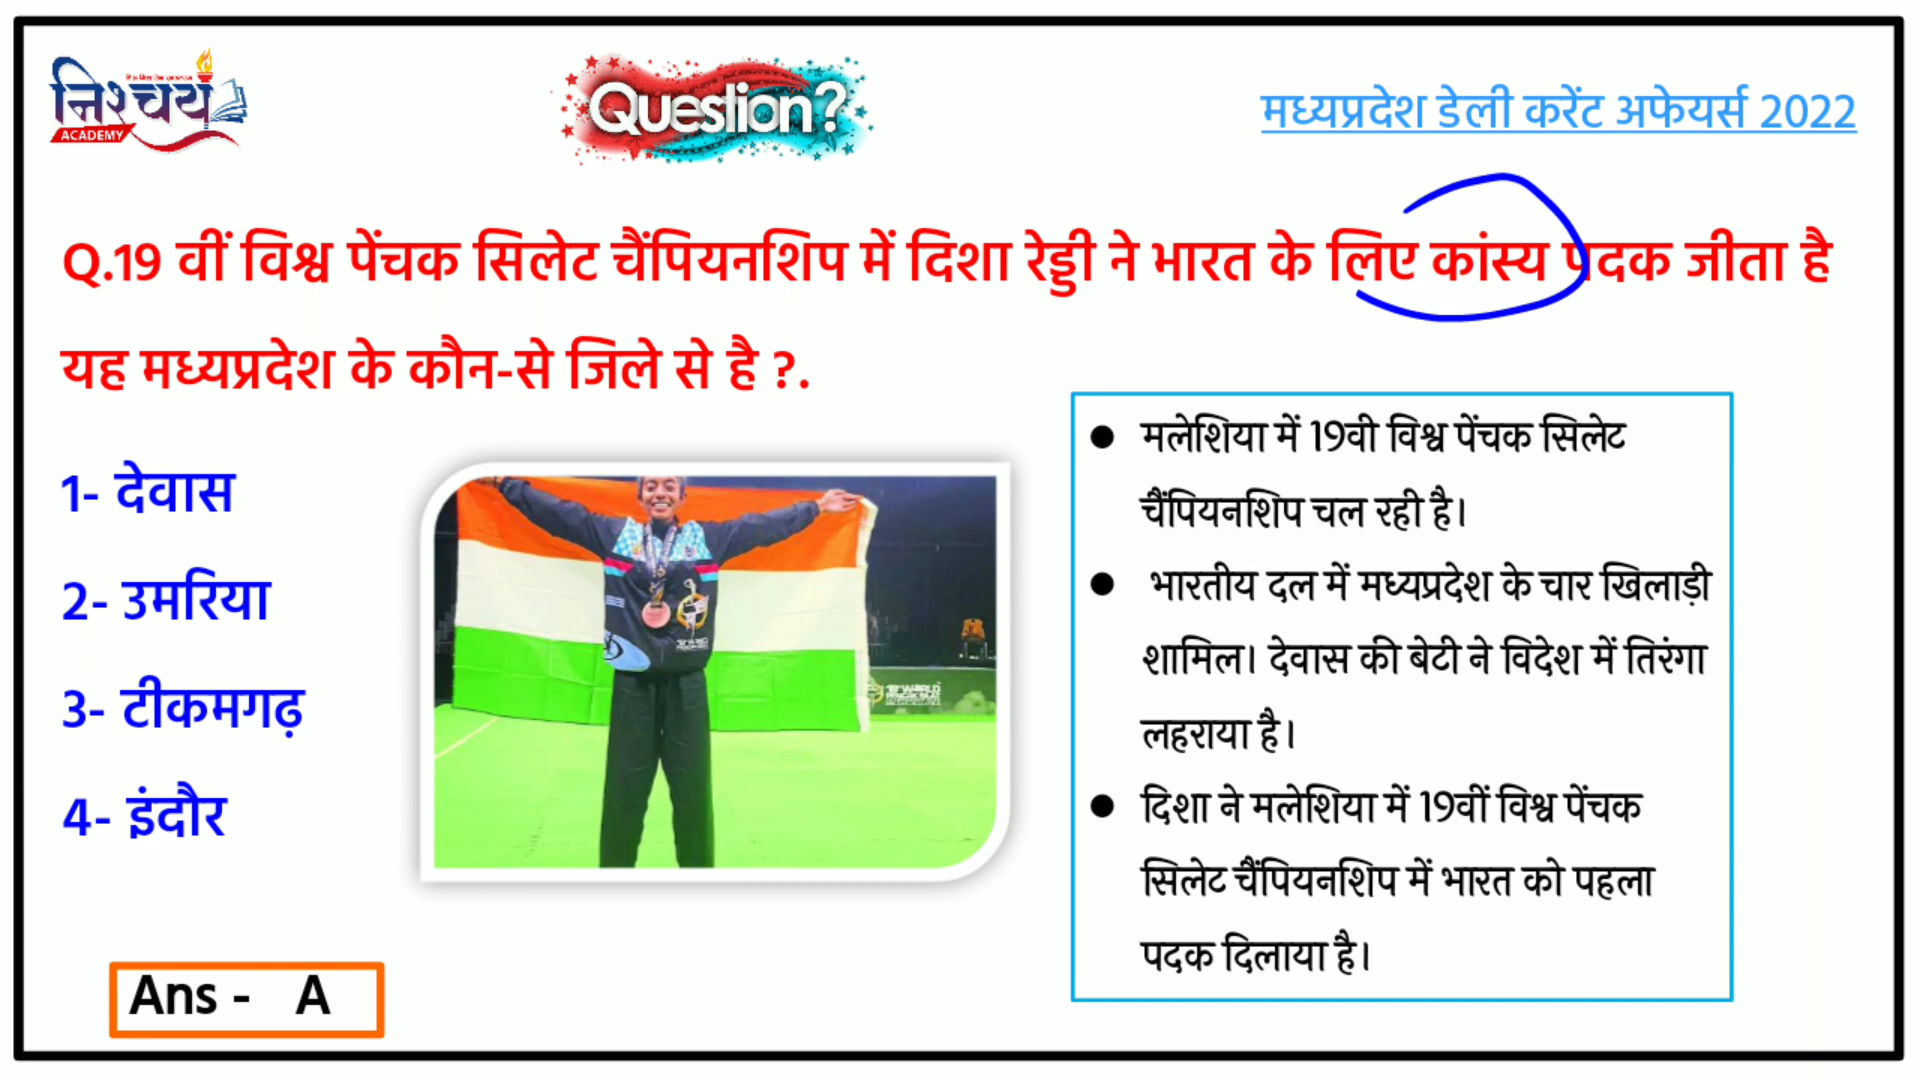 निश्चय
ACADEMY
Question?
मध्यप्रदेश डेली करेंट अफेयर्स 2022
Q.19 वीं विश्व पेंचक सिलेट चैंपियनशिप में दिशा रेड्डी ने भारत के लिए कांस्य पदक जीता है
यह मध्यप्रदेश के कौन-से जिले से है ?.
1- देवास
2- उमरिया
3- टीकमगढ़
4- इंदौर
Ans - A
● मलेशिया में 19वी विश्व पेंचक सिलेट
चैंपियनशिप चल रही है।
● भारतीय दल में मध्यप्रदेश के चार खिलाड़ी
शामिल। देवास की बेटी ने विदेश में तिरंगा
लहराया है।
● दिशा ने मलेशिया में 19वीं विश्व पेंचक
सिलेट चैंपियनशिप में भारत को पहला
पदक दिलाया है।
WORLD